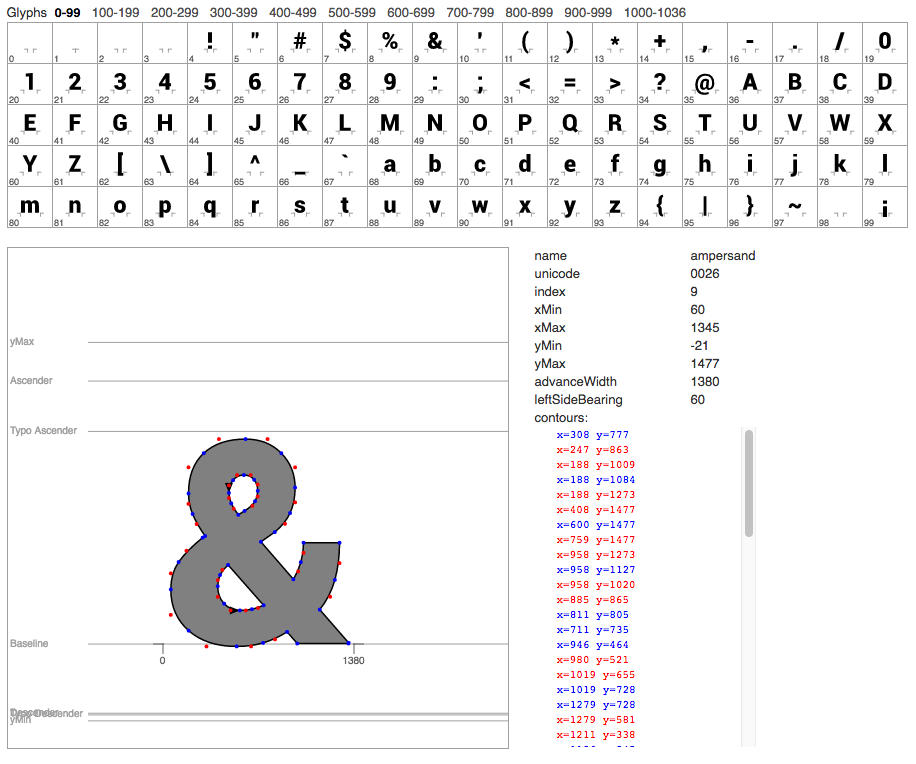 Glyphs 0-99 100-199 200-299 300-399 400-499 500-599 600-699 700-799 800-899 900-999 1000-1036
! " # $ % & ' ( ) * + , - . / 0
0 1 2 3 4 5 6 7 8 9 10 11 12 13 14 15 16 17 18 19
1 2 3 4 5 6 7 8 9 : ; < = > ? @ A B C D
20 21 22 23 24 25 26 27 28 29 30 31 32 33 34 35 36 37 38 39
E F G H I J K L M N O P Q R S T U V W X
40 41 42 43 44 45 46 47 48 49 50 51 52 53 54 55 56 57 58 59
Y Z [ \ ] ^ _ ` a b c d e f g h i j k l
60 61 62 63 64 65 66 67 68 69 70 71 72 73 74 75 76 77 78 79
m n o p q r s t u v w x y z { | } ~ ¡
80 81 82 83 84 85 86 87 88 89 90 91 92 93 94 95 96 97 98 99
yMax
Ascender
Typo Ascender
&
Baseline
0 1380
Typo Descender
yMin
name ampersand
unicode 0026
index 9
xMin 60
xMax 1345
yMin -21
yMax 1477
advanceWidth 1380
leftSideBearing 60
contours:
x=308 y=777
x=247 y=863
x=188 y=1009
x=188 y=1084
x=188 y=1273
x=408 y=1477
x=600 y=1477
x=759 y=1477
x=958 y=1273
x=958 y=1127
x=958 y=1020
x=885 y=865
x=811 y=805
x=711 y=735
x=946 y=464
x=980 y=521
x=1019 y=655
x=1019 y=728
x=1279 y=728
x=1279 y=581
x=1211 y=338